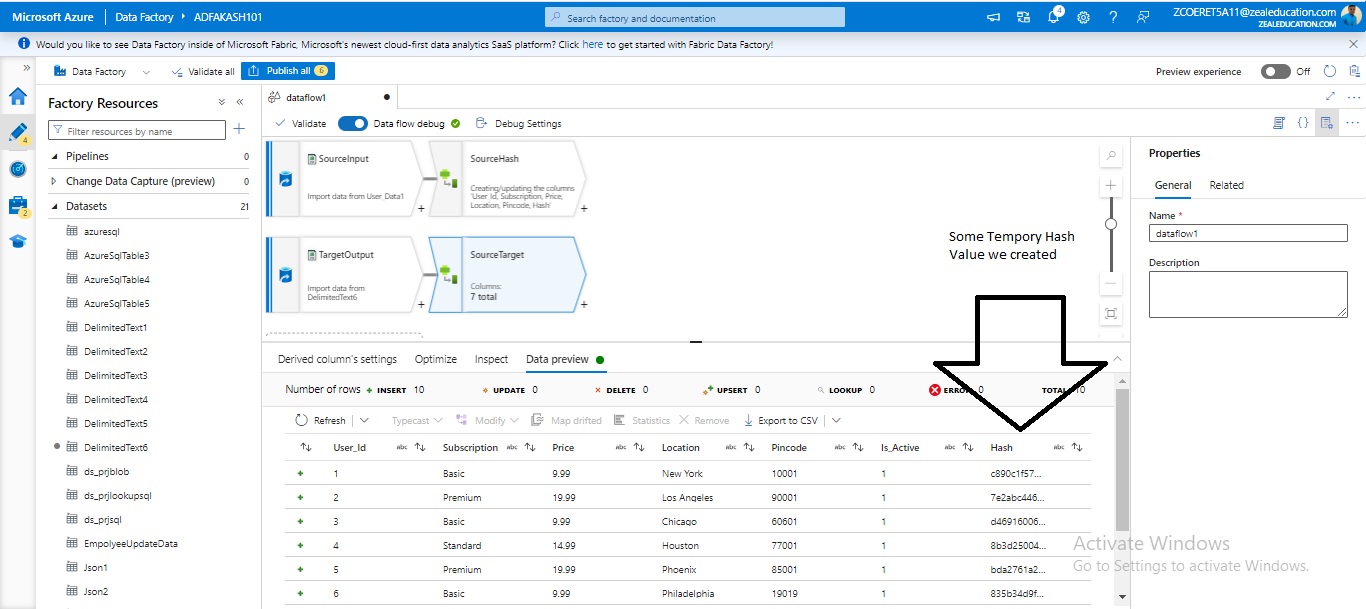 Microsoft Azure
Data Factory
ADFAKASH101
Search factory and documentation
4
ZCOERET5A11@zealeducation.com
ZEALEDUCATION.COM
Would you like to see Data Factory inside of Microsoft Fabric, Microsoft's newest cloud-first data analytics SaaS platform? Click here to get started with Fabric Data Factory!
Data Factory
Validate all
Publish all 6
Preview experience
Off
4
2
Factory Resources
Filter resources by name
Pipelines 0
Change Data Capture (preview) 0
Datasets 21
azuresql
AzureSqlTable3
AzureSqlTable4
AzureSqlTable5
DelimitedText1
DelimitedText2
DelimitedText3
DelimitedText4
DelimitedText5
DelimitedText6
ds_prjblob
ds_prjlookupsql
ds_prjsql
EmpolyeeUpdateData
Json1
Json2
dataflow1
Validate
Data flow debug
Debug Settings
SourceInput
Import data from User_Data1
SourceHash
Creating/updating the columns
'User_Id, Subscription, Price,
Location, Pincode, Hash'
TargetOutput
Import data from
DelimitedText6
SourceTarget
Columns:
7 total
Some Tempory Hash
Value we created
Derived column's settings
Optimize
Inspect
Data preview
Number of rows + INSERT 10 UPDATE 0 DELETE 0 UPSERT 0 LOOKUP 0 ERROR 0 TOTAL 10
Refresh Typecast Modify Map drifted Statistics Remove Export to CSV
User_Id abc Subscription abc Price abc Location abc Pincode abc Is_Active abc Hash abc
1 Basic 9.99 New York 10001 1 c890c1f57...
2 Premium 19.99 Los Angeles 90001 1 7e2abc446...
3 Basic 9.99 Chicago 60601 1 d46916006...
4 Standard 14.99 Houston 77001 1 8b3d25004...
5 Premium 19.99 Phoenix 85001 1 bda2761a2...
6 Basic 9.99 Philadelphia 19019 1 835b34d9f...
Properties
General
Related
Name *
dataflow1
Description
Activate Windows
Go to Settings to activate Windows.